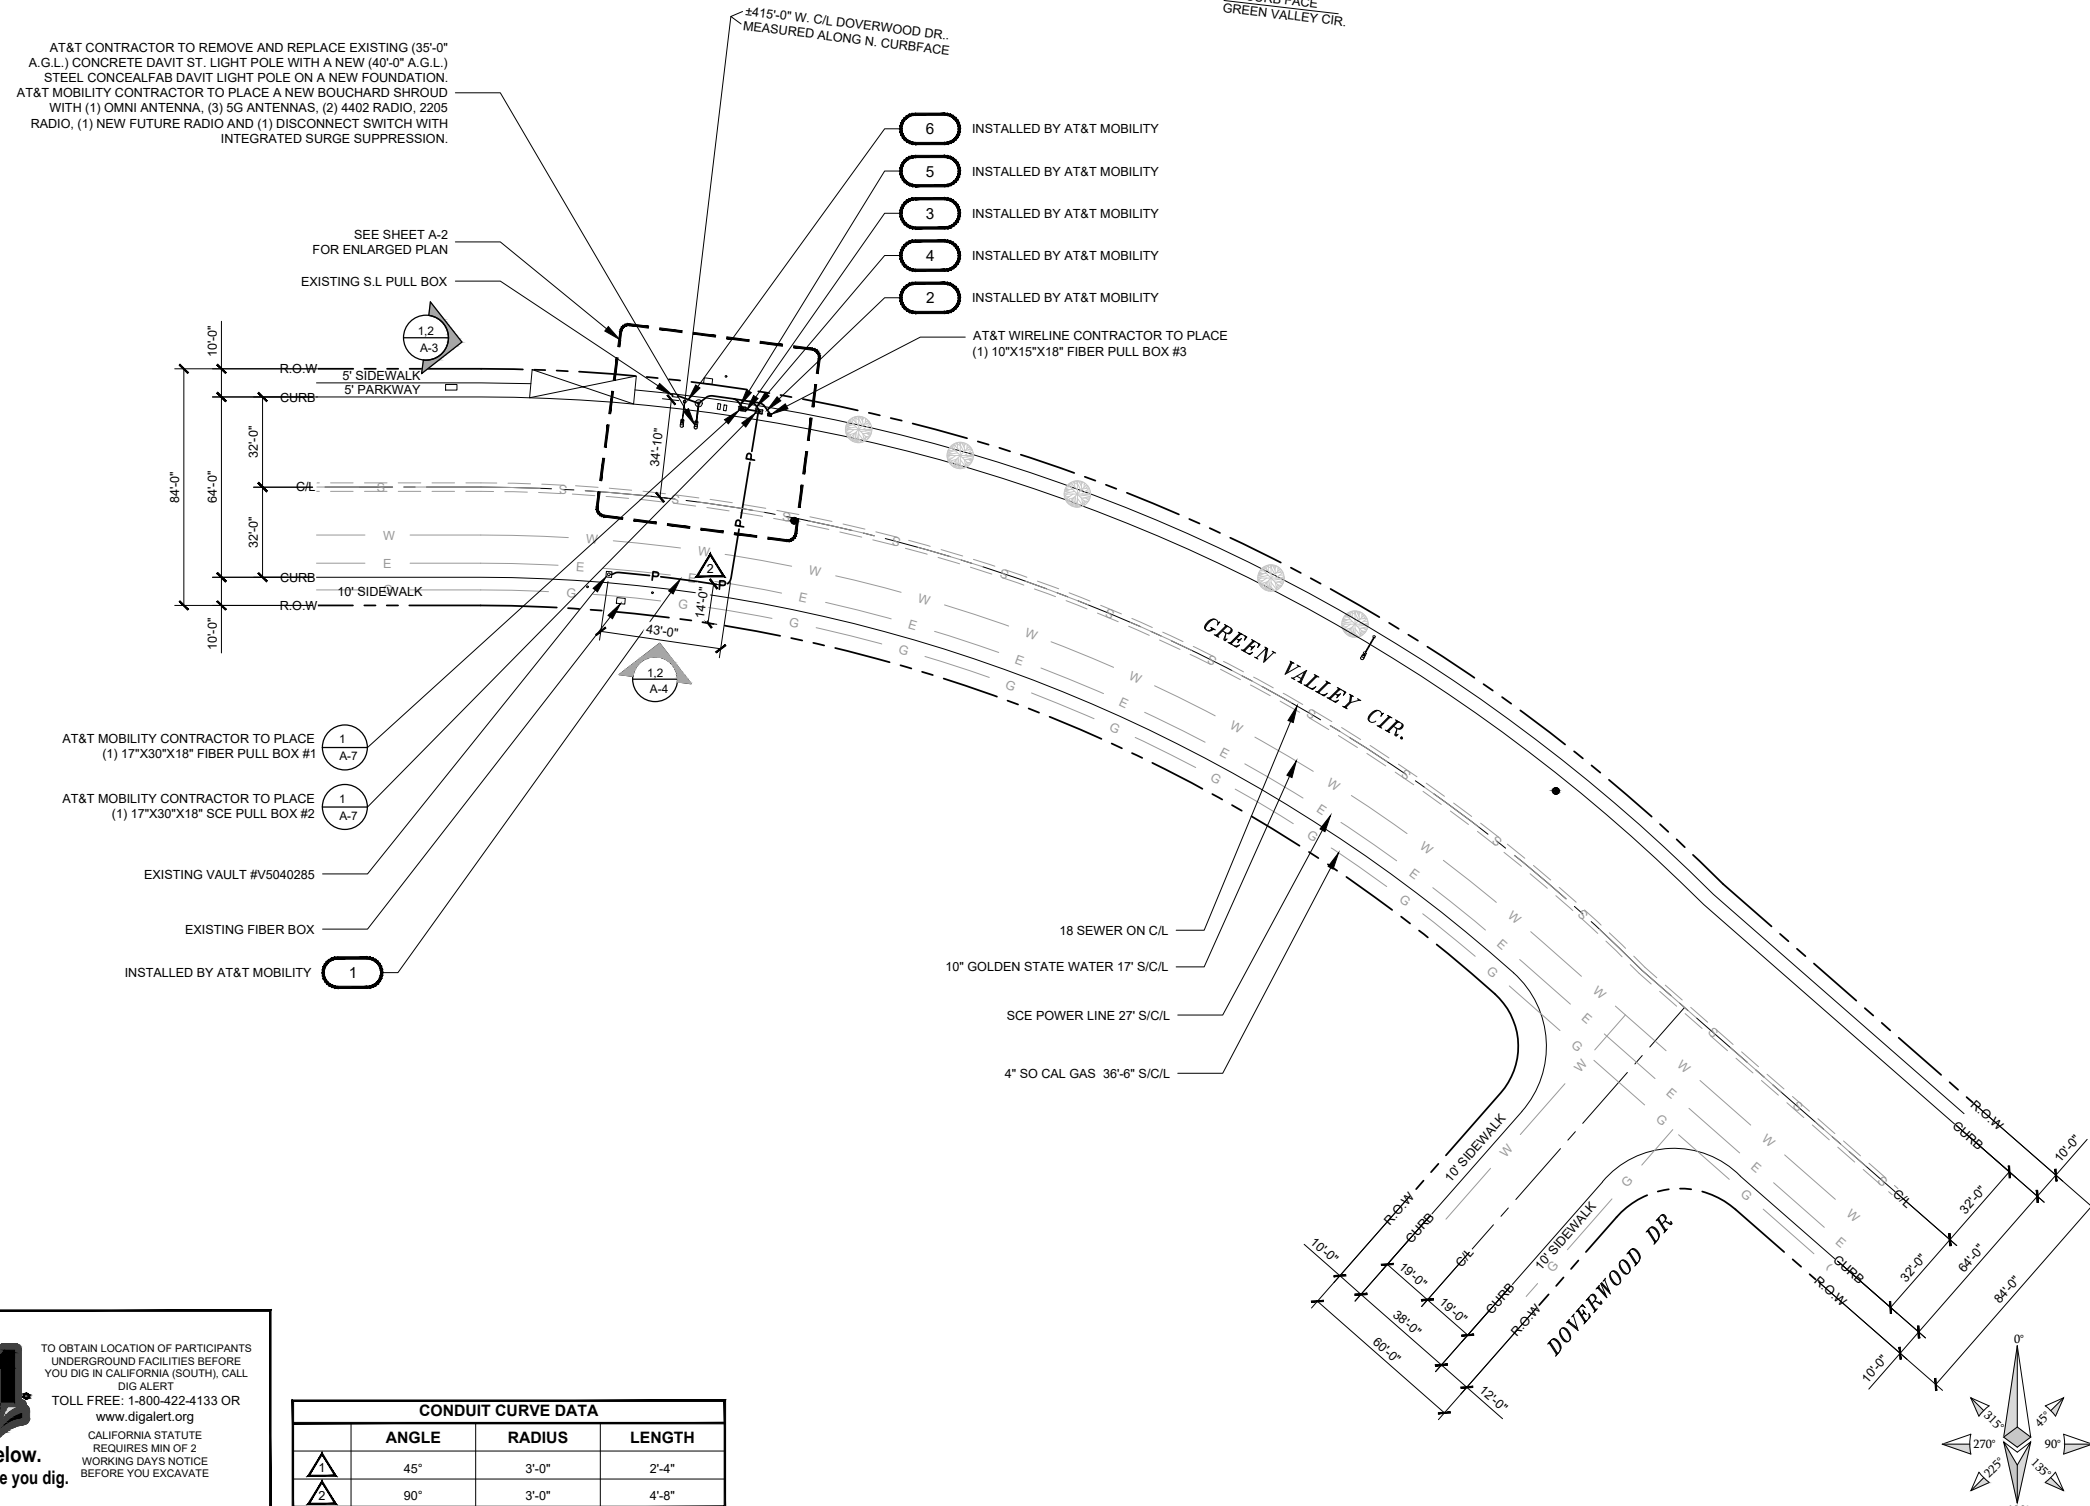 ±415'-0" W. C/L DOVERWOOD DR..
MEASURED ALONG N. CURBFACE
GREEN VALLEY CIR.
AT&T CONTRACTOR TO REMOVE AND REPLACE EXISTING (35'-0"
A.G.L.) CONCRETE DAVIT ST. LIGHT POLE WITH A NEW (40'-0" A.G.L.)
STEEL CONCEALFAB DAVIT LIGHT POLE ON A NEW FOUNDATION.
AT&T MOBILITY CONTRACTOR TO PLACE A NEW BOUCHARD SHROUD
WITH (1) OMNI ANTENNA, (3) 5G ANTENNAS, (2) 4402 RADIO, 2205
RADIO, (1) NEW FUTURE RADIO AND (1) DISCONNECT SWITCH WITH
INTEGRATED SURGE SUPPRESSION.
6 INSTALLED BY AT&T MOBILITY
5 INSTALLED BY AT&T MOBILITY
3 INSTALLED BY AT&T MOBILITY
4 INSTALLED BY AT&T MOBILITY
2 INSTALLED BY AT&T MOBILITY
SEE SHEET A-2
FOR ENLARGED PLAN
EXISTING S.L PULL BOX
AT&T WIRELINE CONTRACTOR TO PLACE
(1) 10"X15"X18" FIBER PULL BOX #3
1,2
A-3
10'-0"
R.O.W
5' SIDEWALK
5' PARKWAY
CURB
32'-0"
84'-0"
64'-0"
C/L
34'-10"
32'-0"
CURB
10' SIDEWALK
R.O.W
10'-0"
S S S S S S S S S S S S S S S
W W W W W W W W W W W W W W W W
E E E E E E E E E E E E E E E
G G G G G G G G G G G G G G
P
P
P
P
2
14'-0"
43'-0"
1,2
A-4
GREEN VALLEY CIR.
AT&T MOBILITY CONTRACTOR TO PLACE
(1) 17"X30"X18" FIBER PULL BOX #1
1
A-7
AT&T MOBILITY CONTRACTOR TO PLACE
(1) 17"X30"X18" SCE PULL BOX #2
1
A-7
EXISTING VAULT #V5040285
EXISTING FIBER BOX
INSTALLED BY AT&T MOBILITY 1
18 SEWER ON C/L
10" GOLDEN STATE WATER 17' S/C/L
SCE POWER LINE 27' S/C/L
4" SO CAL GAS 36'-6" S/C/L
R.O.W
CURB
10'-0"
C/L
32'-0"
32'-0"
64'-0"
84'-0"
CURB
R.O.W
10'-0"
10' SIDEWALK
R.O.W
CURB
C/L
10' SIDEWALK
CURB
R.O.W
DOVERWOOD DR
10'-0"
19'-0"
19'-0"
38'-0"
60'-0"
12'-0"
0°
45°
90°
135°
225°
270°
315°
TO OBTAIN LOCATION OF PARTICIPANTS
UNDERGROUND FACILITIES BEFORE
YOU DIG IN CALIFORNIA (SOUTH), CALL
DIG ALERT
TOLL FREE: 1-800-422-4133 OR
www.digalert.org
CALIFORNIA STATUTE
REQUIRES MIN OF 2
WORKING DAYS NOTICE
BEFORE YOU EXCAVATE
elow.
e you dig.
CONDUIT CURVE DATA
ANGLE RADIUS LENGTH
1 45° 3'-0" 2'-4"
2 90° 3'-0" 4'-8"